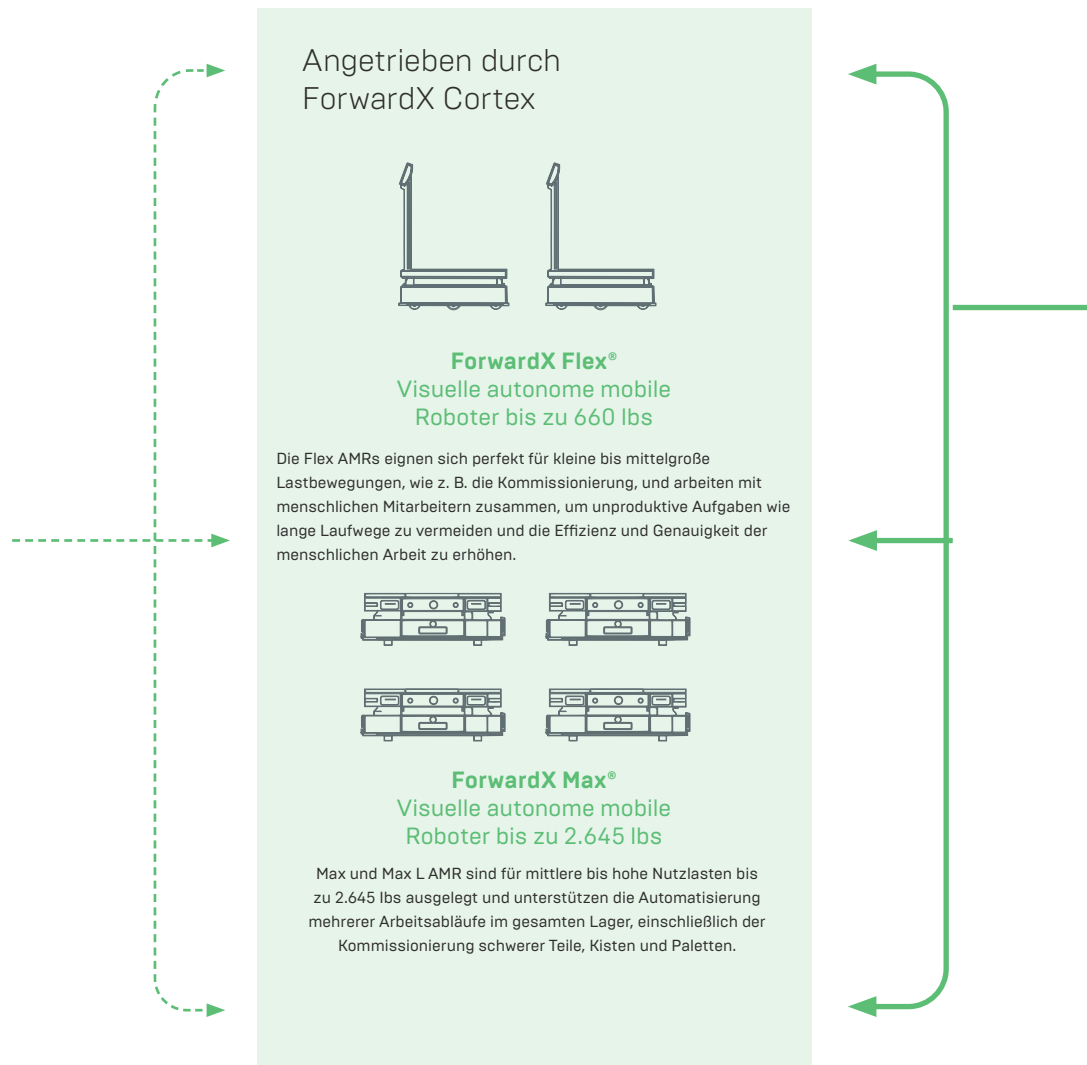 Angetrieben durch
ForwardX Cortex
ForwardX Flex®
Visuelle autonome mobile
Roboter bis zu 660 lbs
Die Flex AMRs eignen sich perfekt für kleine bis mittelgroße
Lastbewegungen, wie z. B. die Kommissionierung, und arbeiten mit
menschlichen Mitarbeitern zusammen, um unproduktive Aufgaben wie
lange Laufwege zu vermeiden und die Effizienz und Genauigkeit der
menschlichen Arbeit zu erhöhen.
ForwardX Max®
Visuelle autonome mobile
Roboter bis zu 2.645 lbs
Max und Max L AMR sind für mittlere bis hohe Nutzlasten bis
zu 2.645 lbs ausgelegt und unterstützen die Automatisierung
mehrerer Arbeitsabläufe im gesamten Lager, einschließlich der
Kommissionierung schwerer Teile, Kisten und Paletten.